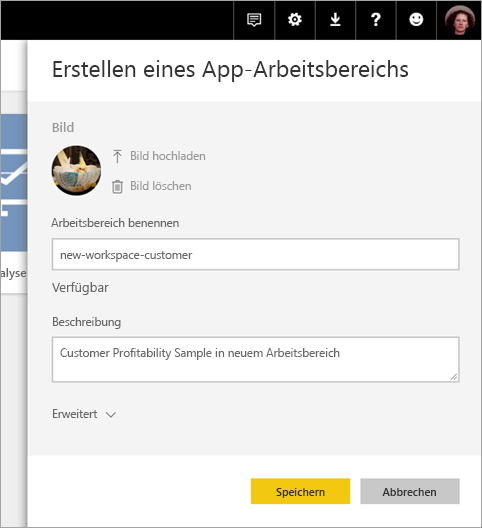 Erstellen eines App-Arbeitsbereichs
Bild
Bild hochladen
Bild löschen
alyse
Arbeitsbereich benennen
new-workspace-customer
Verfügbar
Beschreibung
Customer Profitability Sample in neuem Arbeitsbereich
Erweitert
Speichern
Abbrechen